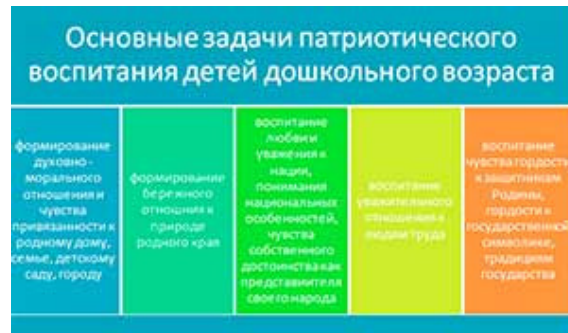 Основные задачи патриотического
воспитания детей дошкольного возраста
формирование
духовно-
морального
отношения и
чувства
привязанности к
родному дому,
семье, детскому
саду, городу
формирование
бережного
отношния к
природе
родного края
воспитание
любви и
уважения к
нации,
понимания
национальных
особенностей,
чувства
собственного
достоинства как
представителя
своего народа
воспитание
уважительного
отношения к
людям труда
воспитание
чувства гордости
к защитникам
Родины,
гордости к
государственной
символике,
традициям
государства